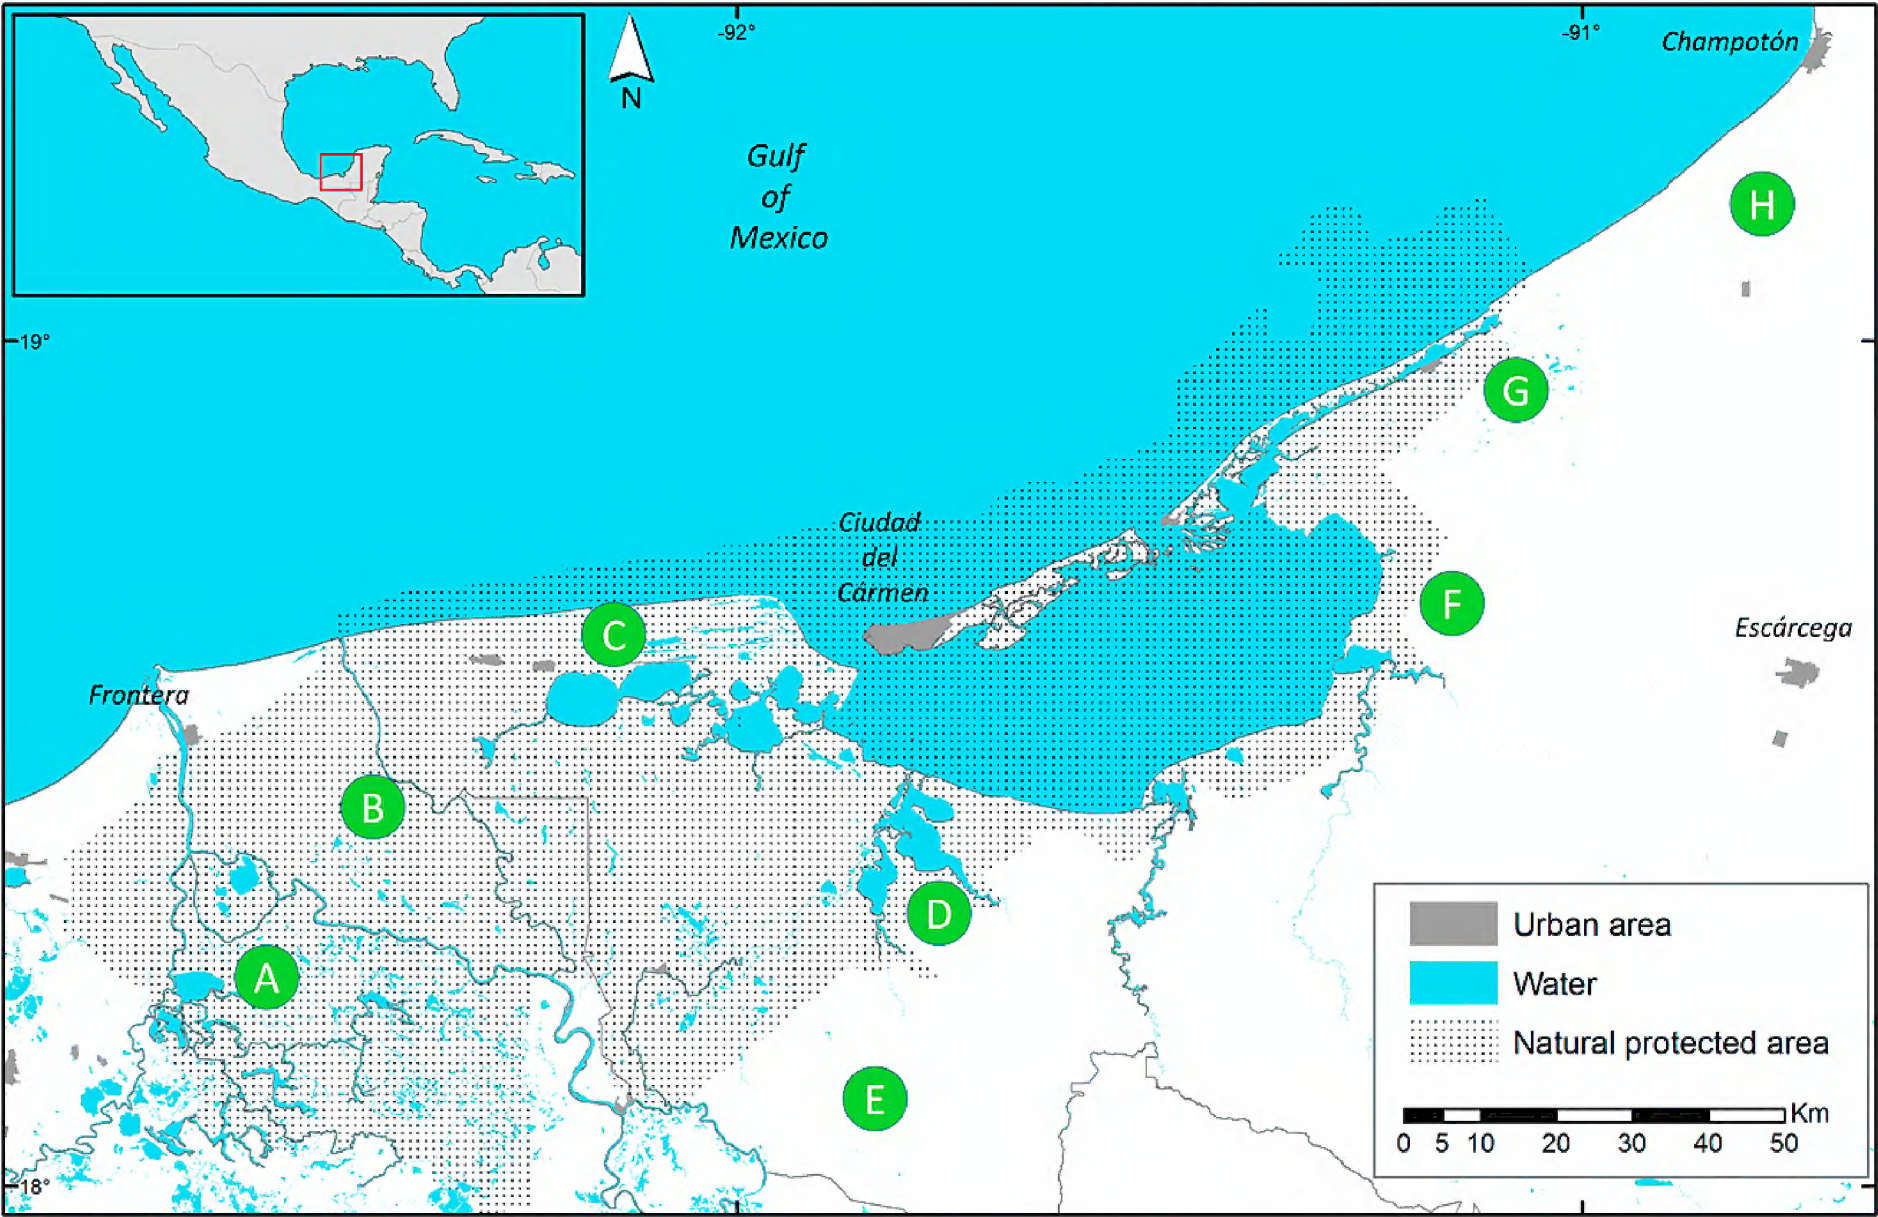 -92°
-91°
Champotón
N
Gulf
of
Mexico
H
19°
G
Ciudad
del
Cármen
F
C
Escárcega
Frontera
B
D
A
E
Urban area
Water
Natural protected area
Km
0 5 10 20 30 40 50
18°